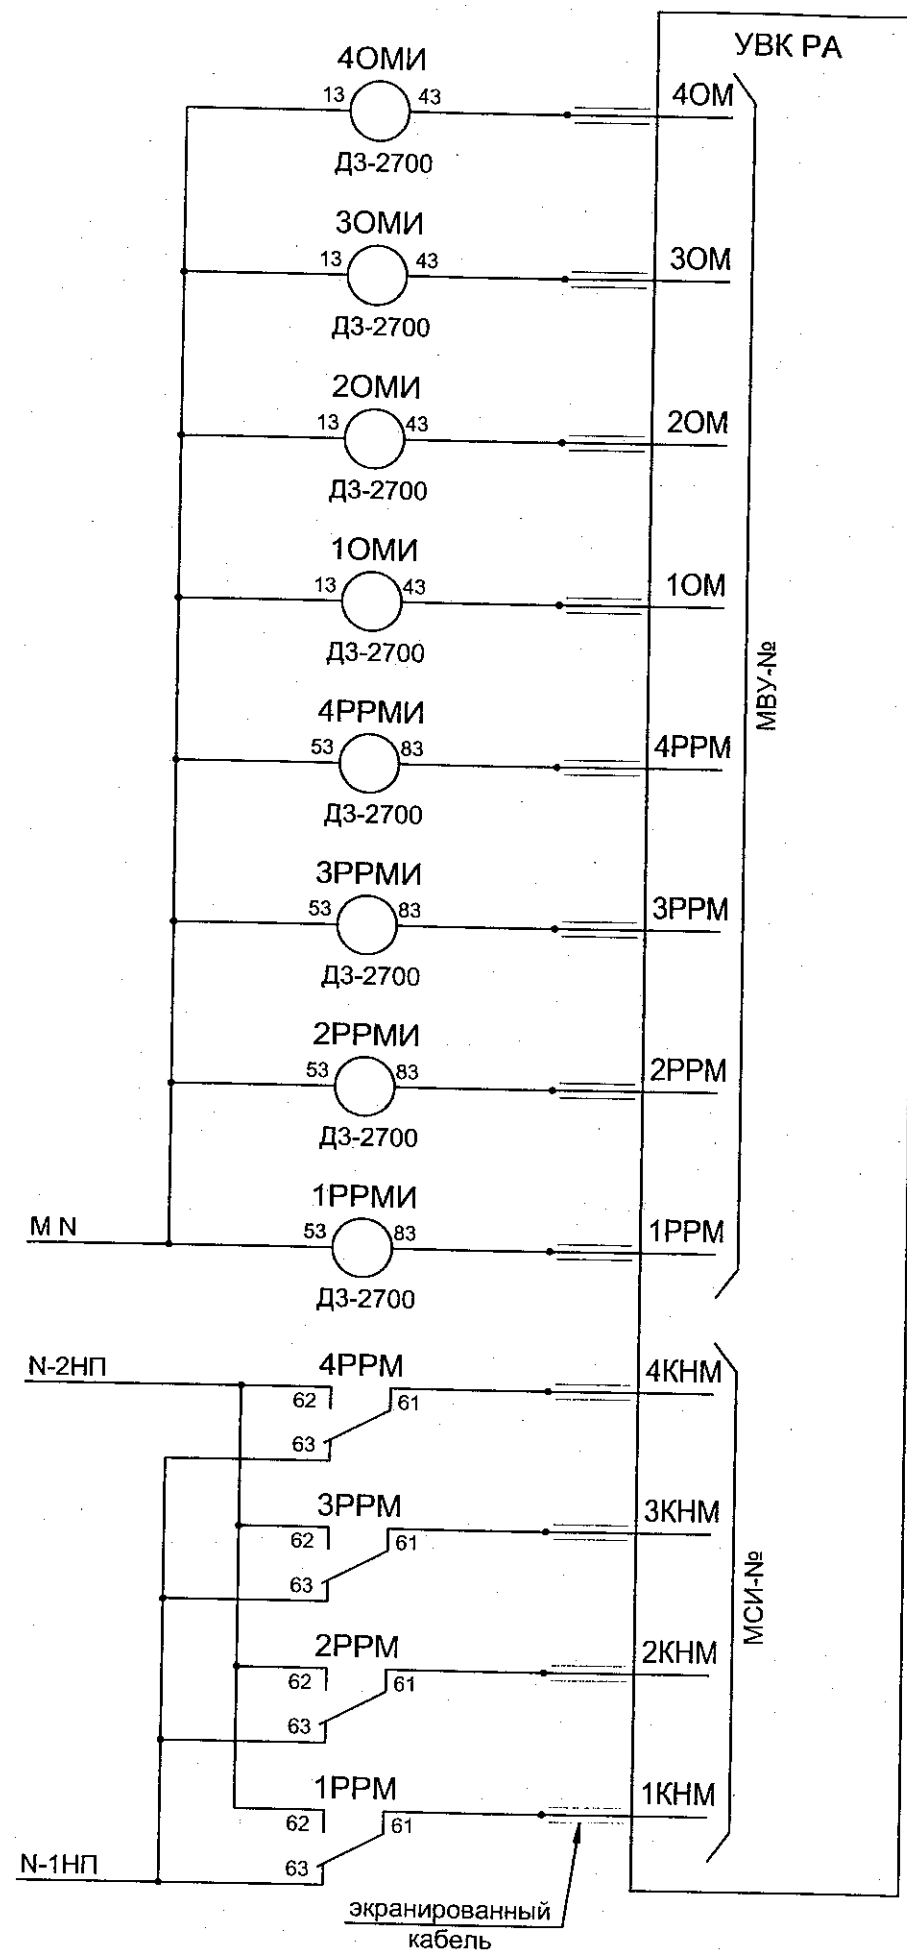 УВК РА
4ОМИ
13 43
Д3-2700
4ОМ
3ОМИ
13 43
Д3-2700
3ОМ
2ОМИ
13 43
Д3-2700
2ОМ
1ОМИ
13 43
Д3-2700
1ОМ
МВУ-№
4РРМИ
53 83
Д3-2700
4РРМ
3РРМИ
53 83
Д3-2700
3РРМ
2РРМИ
53 83
Д3-2700
2РРМ
1РРМИ
M N
53 83
Д3-2700
1РРМ
N-2НП
4РРМ
62 61
63
4КНМ
3РРМ
62 61
63
3КНМ
МСИ-№
2РРМ
62 61
63
2КНМ
1РРМ
62 61
63
1КНМ
N-1НП
экранированный
кабель